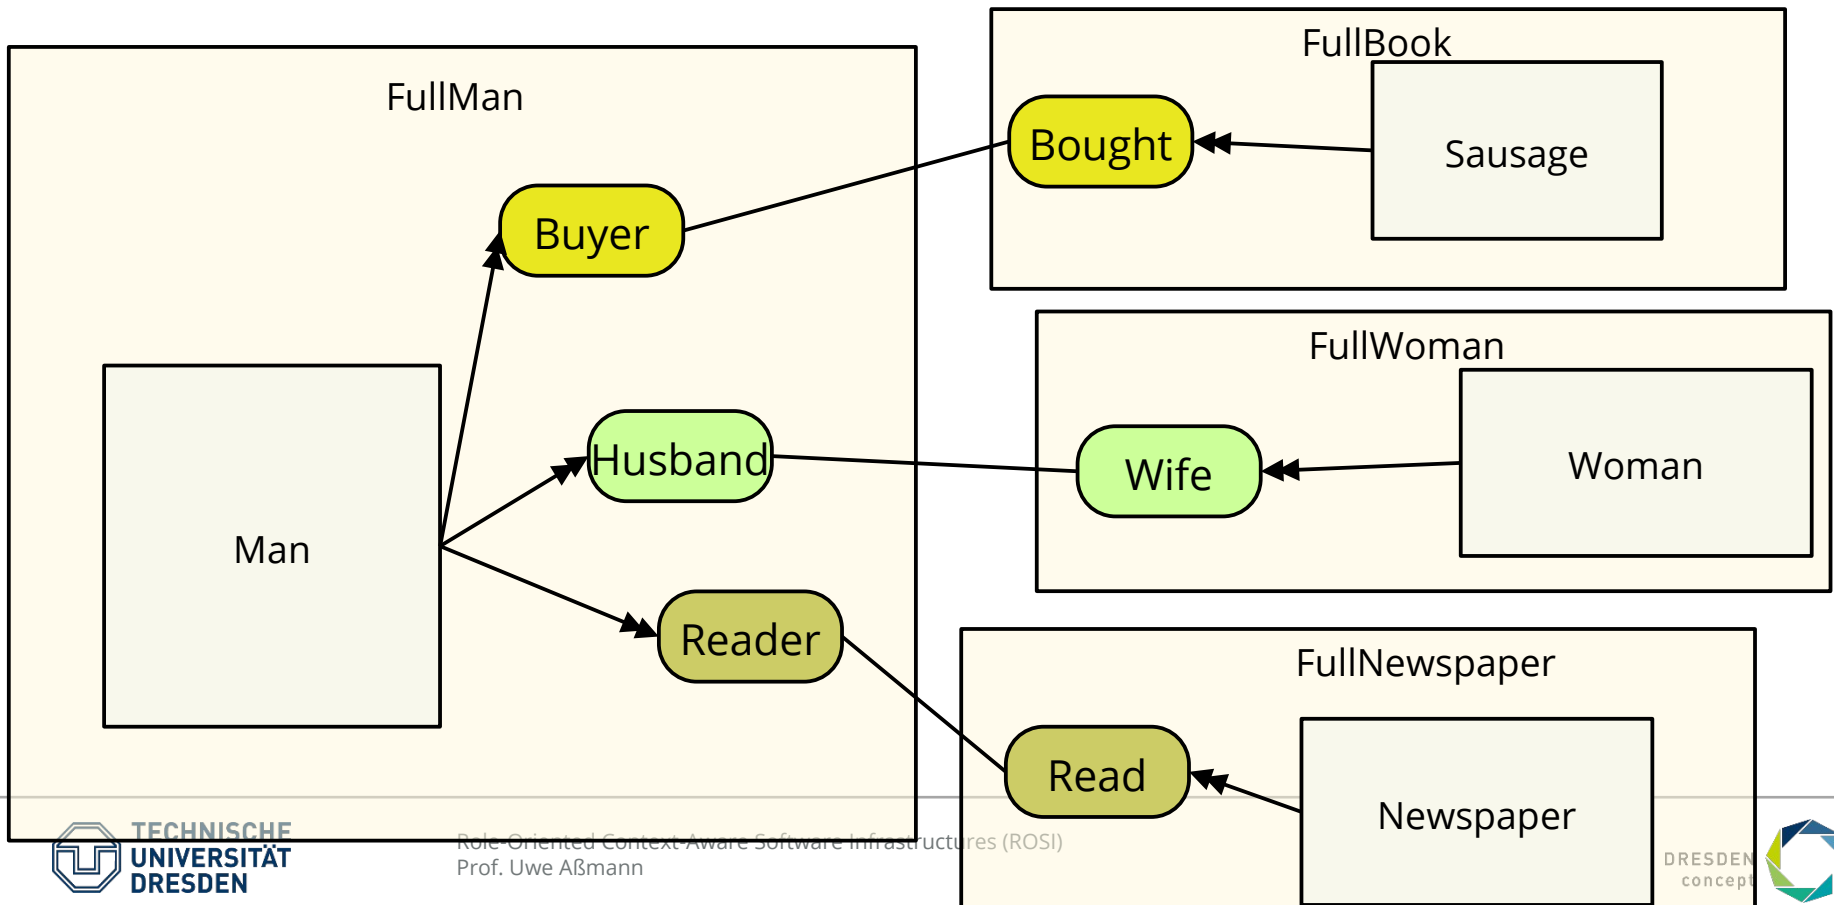 FullMan
Buyer
Man
Husband
Reader
FullBook
Bought
Sausage
FullWoman
Wife
Woman
FullNewspaper
Read
Newspaper
TECHNISCHE
UNIVERSITÄT
DRESDEN
Role-Oriented Context-Aware Software Infrastructures (ROSI)
Prof. Uwe Aßmann
DRESDEN
concept